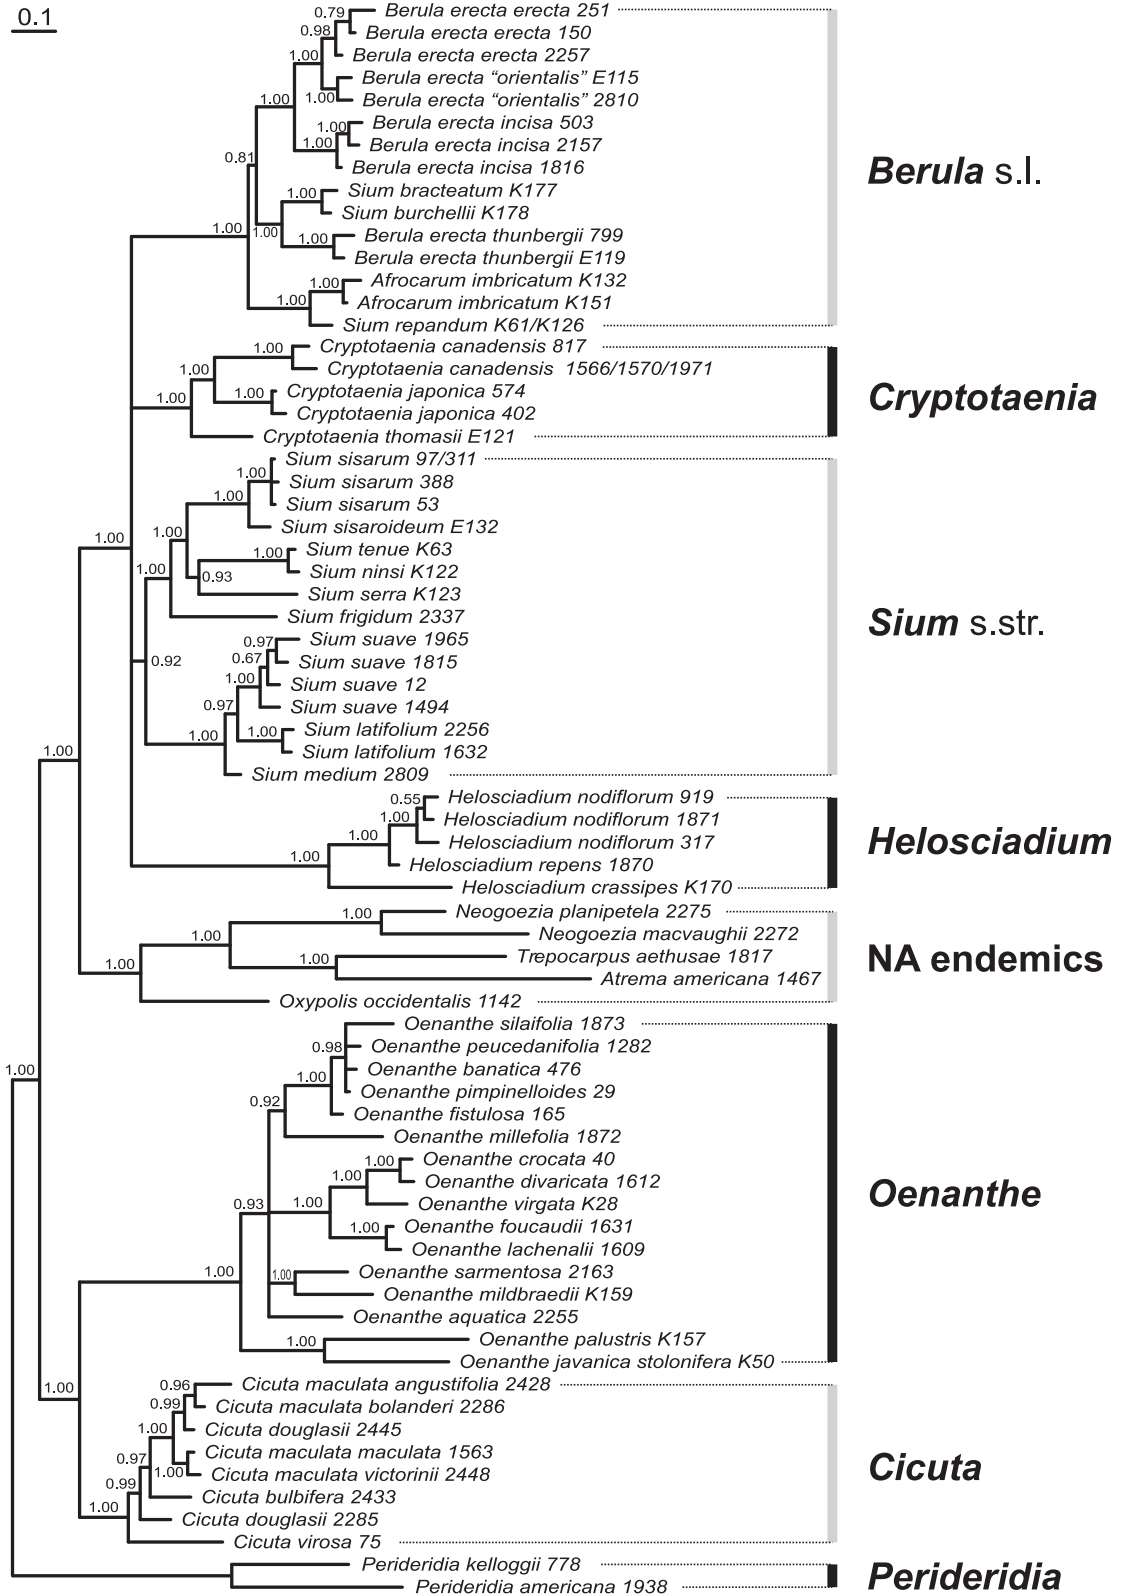 0.1
0.79 Berula erecta erecta 251
0.98 Berula erecta erecta 150
1.00 Berula erecta erecta 2257
Berula erecta “orientalis” E115
1.00 1.00 Berula erecta “orientalis” 2810
1.00 Berula erecta incisa 503
1.00 Berula erecta incisa 2157
0.81 Berula erecta incisa 1816
Berula s.l.
1.00 Sium bracteatum K177
Sium burchellii K178
1.00 1.00 1.00 Berula erecta thunbergii 799
Berula erecta thunbergii E119
1.00 Afrocarum imbricatum K132
1.00 Afrocarum imbricatum K151
Sium repandum K61/K126
1.00 Cryptotaenia canadensis 817
Cryptotaenia canadensis 1566/1570/1971
1.00 1.00 Cryptotaenia japonica 574
1.00 Cryptotaenia japonica 402
Cryptotaenia
Cryptotaenia thomasii E121
Sium sisarum 97/311
1.00 Sium sisarum 388
1.00 Sium sisarum 53
Sium sisaroideum E132
1.00 1.00 1.00 Sium tenue K63
1.00 0.93 Sium ninsi K122
Sium serra K123
Sium frigidum 2337
Sium s.str.
0.97 Sium suave 1965
0.92 0.67 Sium suave 1815
1.00 Sium suave 12
0.97 Sium suave 1494
1.00 Sium latifolium 2256
1.00 1.00 Sium latifolium 1632
Sium medium 2809
0.55 Helosciadium nodiflorum 919
1.00 Helosciadium nodiflorum 1871
1.00 Helosciadium nodiflorum 317
Helosciadium
1.00 Helosciadium repens 1870
Helosciadium crassipes K170
1.00 Neogoezia planipetela 2275
1.00 Neogoezia macvaughii 2272
1.00 1.00 Trepocarpus aethusae 1817
NA endemics
Atrema americana 1467
Oxypolis occidentalis 1142
Oenanthe silaifolia 1873
0.98 Oenanthe peucedanifolia 1282
1.00 1.00 Oenanthe banatica 476
Oenanthe pimpinelloides 29
0.92 Oenanthe fistulosa 165
Oenanthe millefolia 1872
1.00 Oenanthe crocata 40
1.00 Oenanthe divaricata 1612
0.93 1.00 Oenanthe virgata K28
Oenanthe
1.00 Oenanthe foucaudii 1631
Oenanthe lachenalii 1609
1.00 1.00 Oenanthe sarmentosa 2163
Oenanthe mildbraedii K159
Oenanthe aquatica 2255
1.00 Oenanthe palustris K157
Oenanthe javanica stolonifera K50
1.00 0.96 Cicuta maculata angustifolia 2428
0.99 Cicuta maculata bolanderi 2286
1.00 Cicuta douglasii 2445
0.97 Cicuta maculata maculata 1563
1.00 Cicuta maculata victorinii 2448
Cicuta
0.99 Cicuta bulbifera 2433
1.00 Cicuta douglasii 2285
Cicuta virosa 75
Perideridia kelloggii 778
Perideridia
Perideridia americana 1938